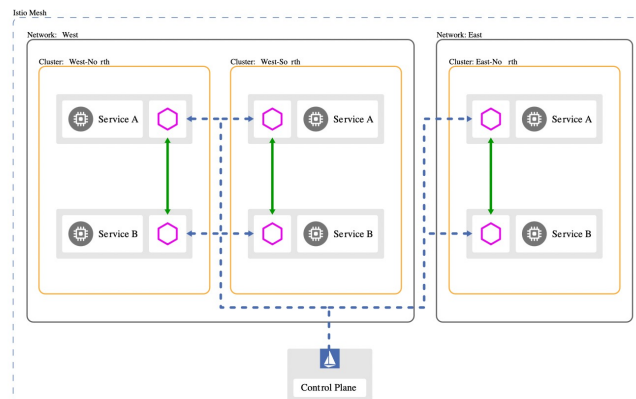 Istio Mesh
Network: West
Network: East
Cluster: West-No rth
Cluster: West-So rth
Cluster: East-No rth
Service A
Service A
Service A
Service B
Service B
Service B
Control Plane